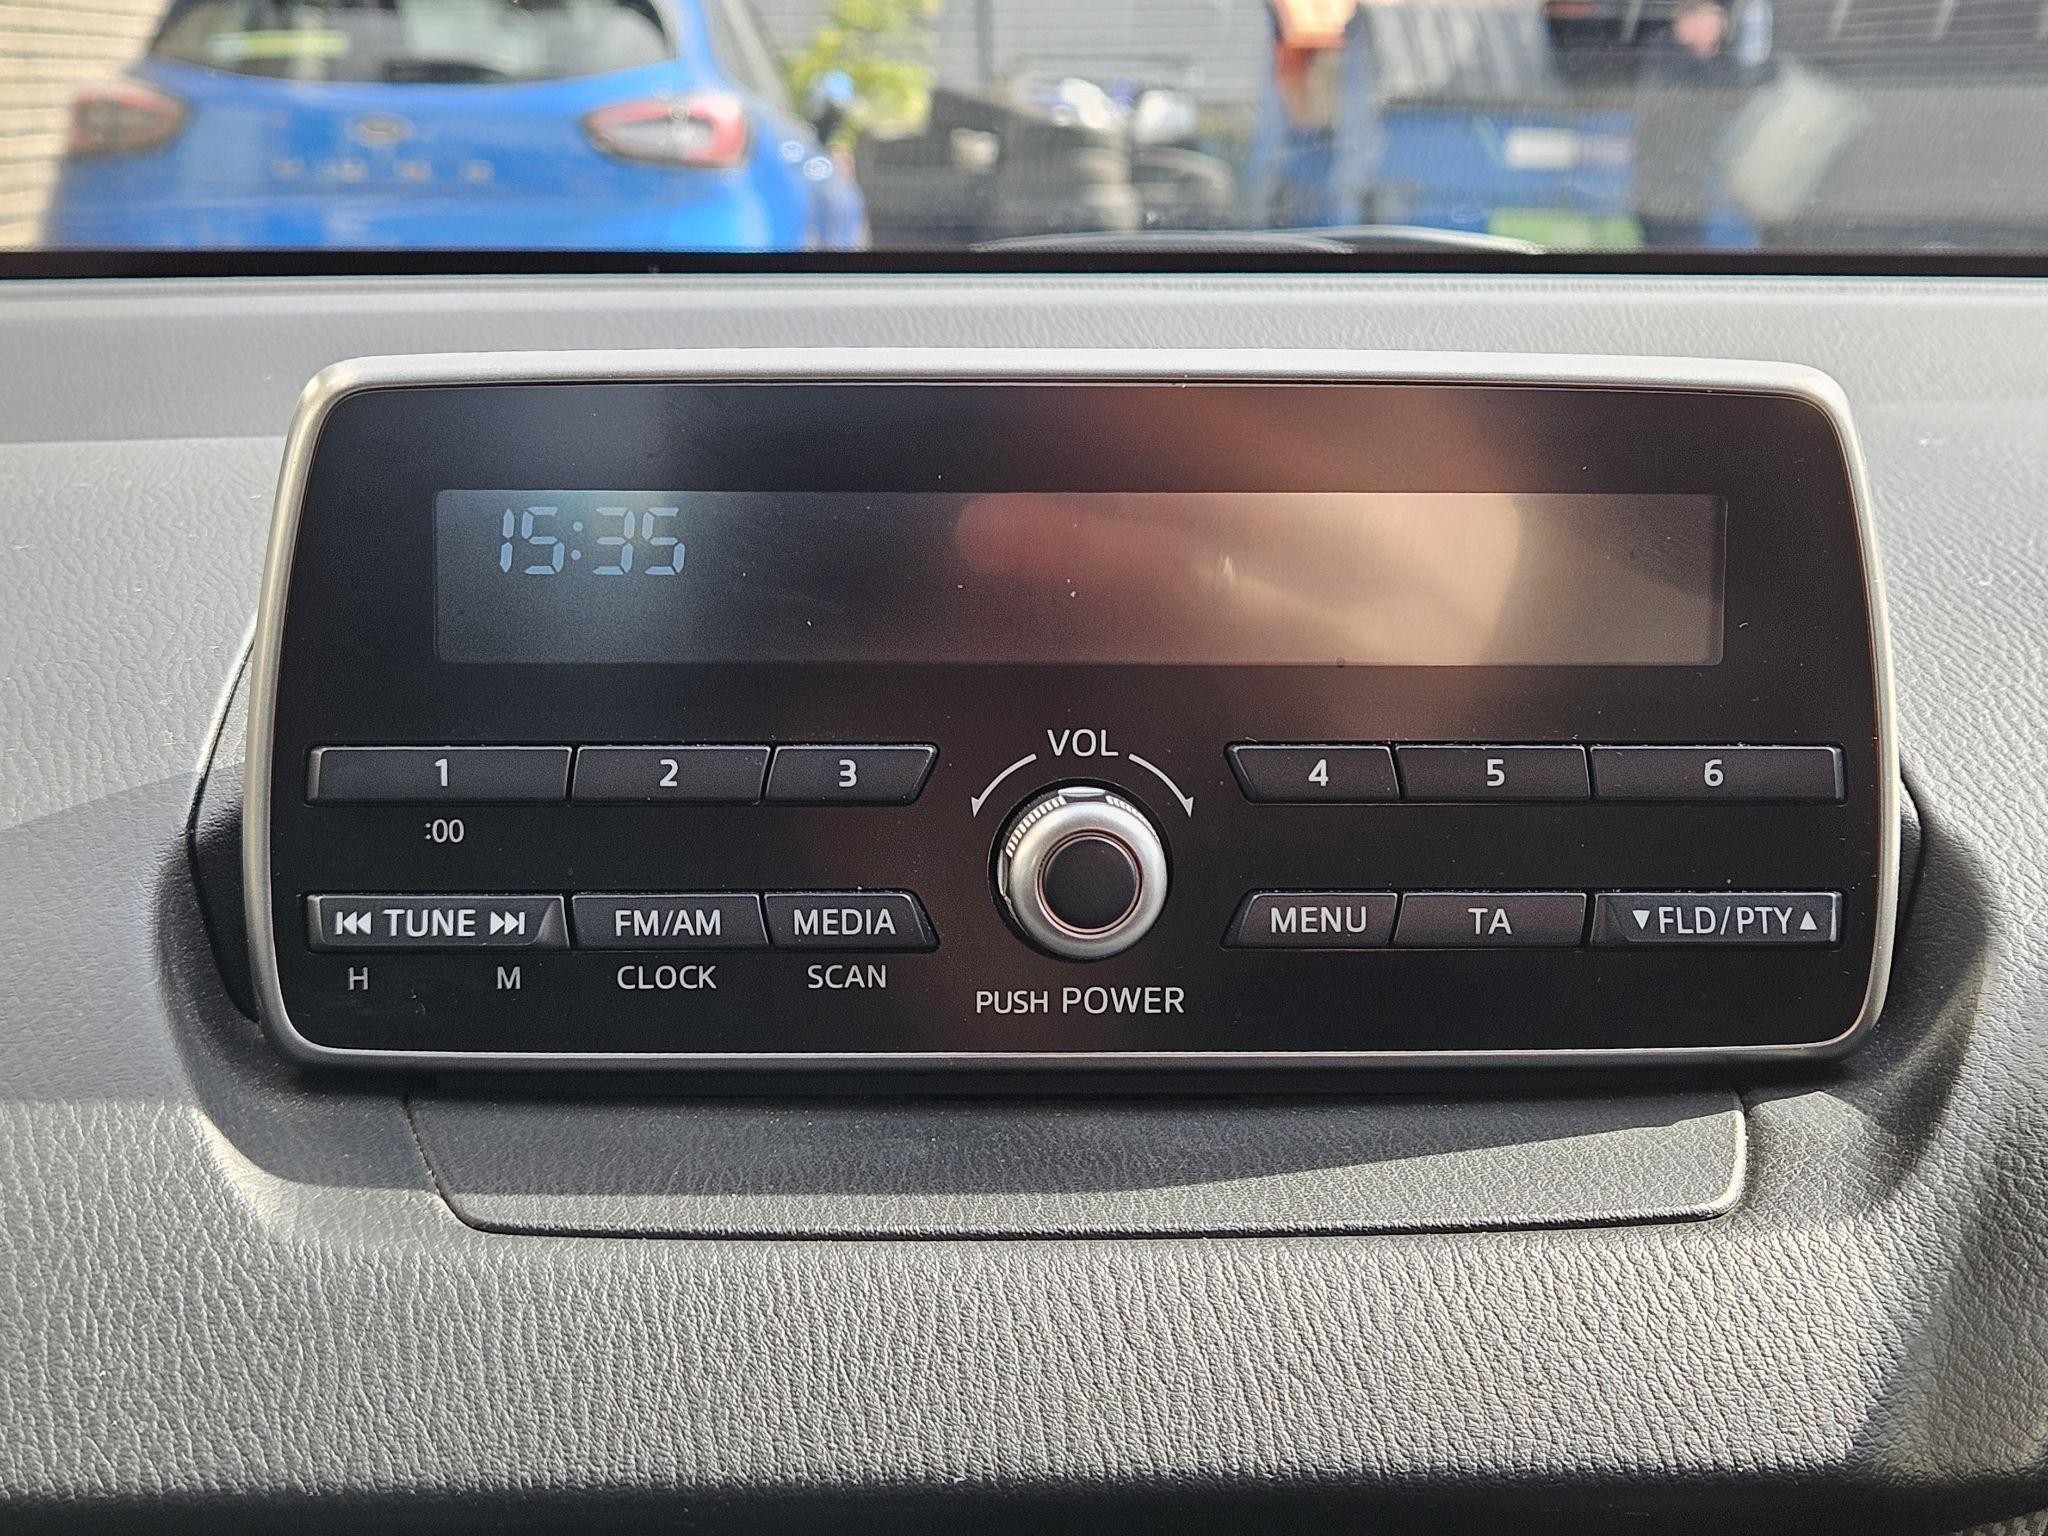 15:35
VOL
1 2 3 4 5 6
:00
⏮ TUNE ⏭ FM/AM MEDIA MENU TA ▼FLD/PTY▲
H M CLOCK SCAN
PUSH POWER